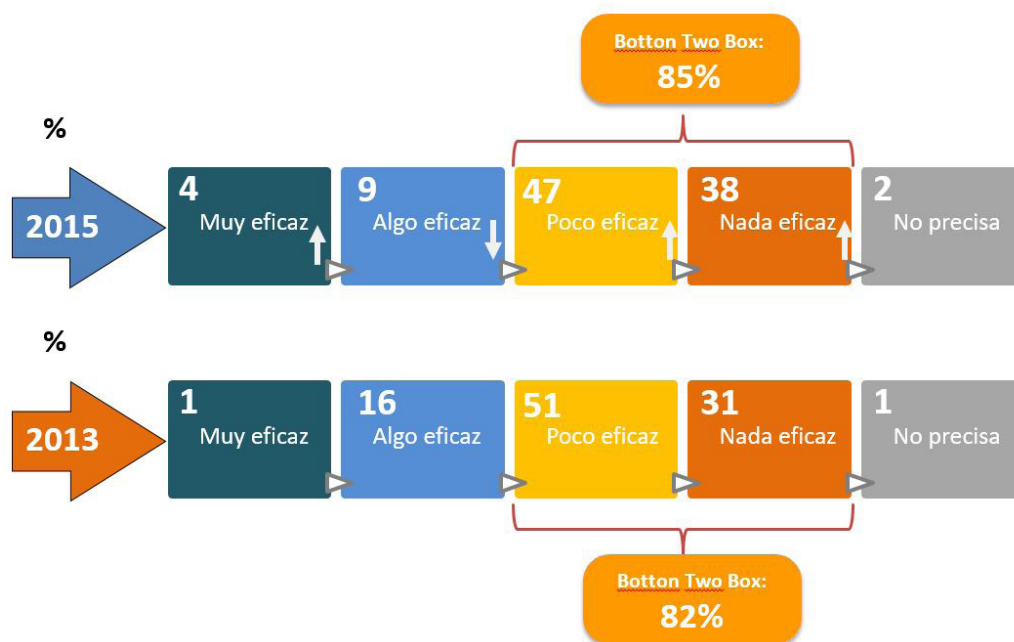 Botton Two Box:
85%
%
2015
4
Muy eficaz
9
Algo eficaz
47
Poco eficaz
38
Nada eficaz
2
No precisa
%
2013
1
Muy eficaz
16
Algo eficaz
51
Poco eficaz
31
Nada eficaz
1
No precisa
Botton Two Box:
82%